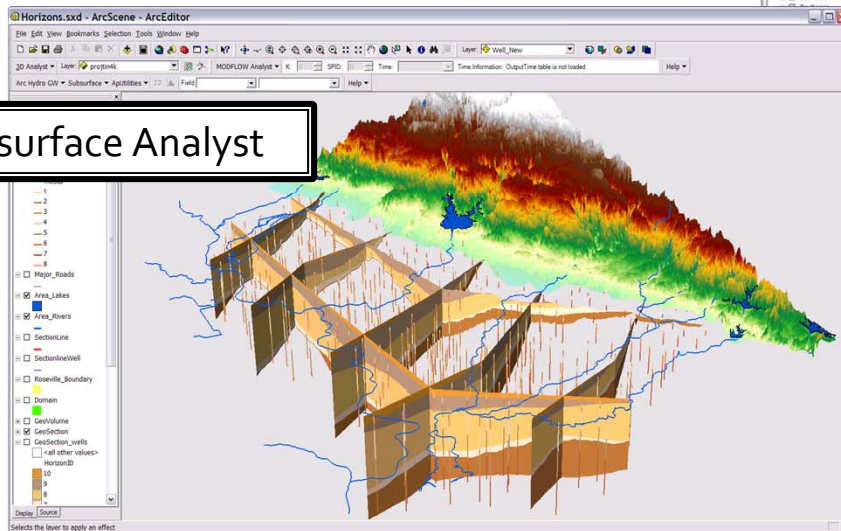 Horizons.sxd - ArcScene - ArcEditor
File Edit View Bookmarks Selection Tools Window Help
Layer: Well_New
3D Analyst Layer: projtn4k MODFLOW Analyst K: SPID: Time: Time Information: OutputTime table is not loaded Help
Arc Hydro GW Subsurface ApUtilities Field: Help
surface Analyst
1
2
3
4
5
6
7
8
Major_Roads
Area_Lakes
Area_Rivers
SectionLine
SectionlineWell
Roseville_Boundary
Domain
GeoVolume
GeoSection
GeoSection_wells
<all other values>
HorizonID
10
9
8
Display Source
Selects the layer to apply an effect